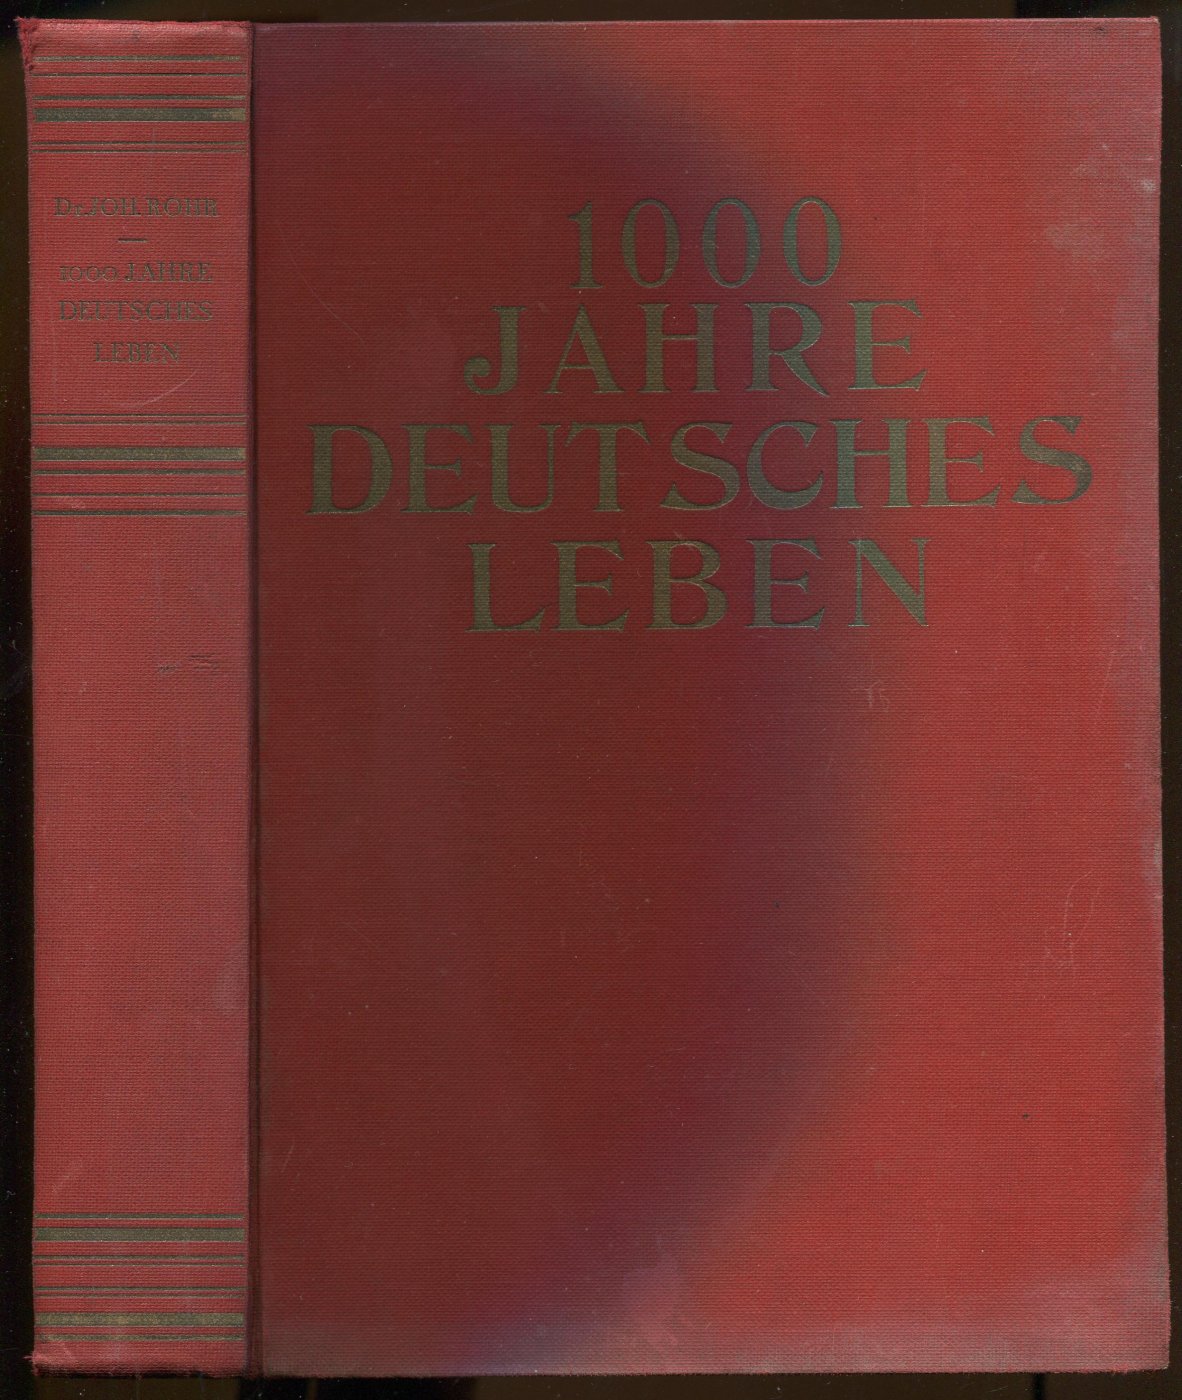 Dr. JOH. ROHR
1000 JAHRE
DEUTSCHES
LEBEN
1000
JAHRE
DEUTSCHES
LEBEN